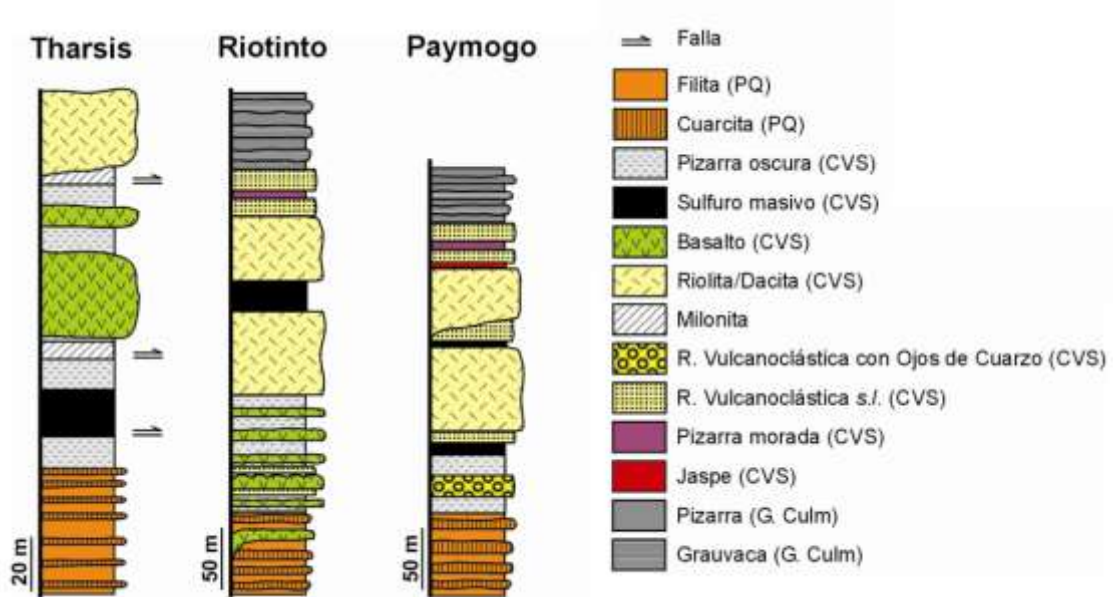 Tharsis
Riotinto
Paymogo
20 m
50 m
50 m
Falla
Filita (PQ)
Cuarcita (PQ)
Pizarra oscura (CVS)
Sulfuro masivo (CVS)
Basalto (CVS)
Riolita/Dacita (CVS)
Milonita
R. Vulcanoclástica con Ojos de Cuarzo (CVS)
R. Vulcanoclástica s.l. (CVS)
Pizarra morada (CVS)
Jaspe (CVS)
Pizarra (G. Culm)
Grauvaca (G. Culm)